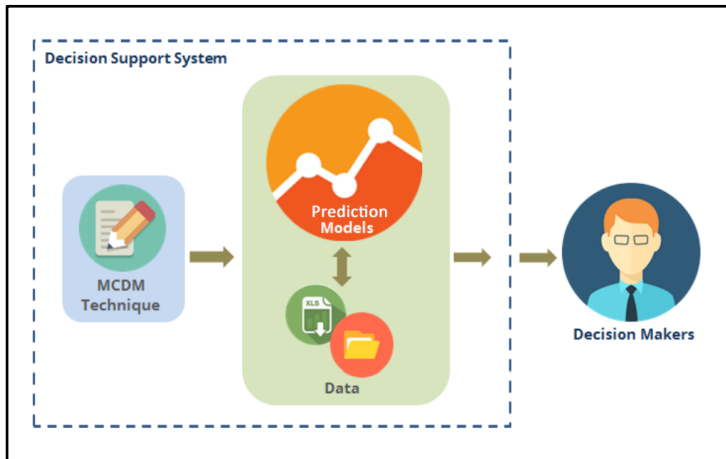 Decision Support System
Prediction
Models
MCDM
Technique
XLS
Data
Decision Makers